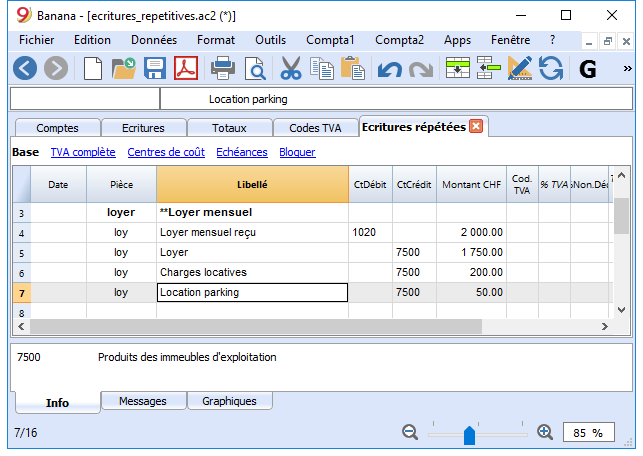 Banana - [ecritures_repetitives.ac2 (*)]
Fichier Edition Données Format Outils Compta1 Compta2 Apps Fenêtre ?
G »
Location parking
Comptes Ecritures Totaux Codes TVA Ecritures répétées
Base TVA complète Centres de coût Echéances Bloquer
Date Pièce Libellé CtDébit CtCrédit Montant CHF Cod. TVA % TVA
3 loyer **Loyer mensuel
4 loy Loyer mensuel reçu 1020 2 000.00
5 loy Loyer 7500 1 750.00
6 loy Charges locatives 7500 200.00
7 loy Location parking 7500 50.00
8
7500 Produits des immeubles d'exploitation
Info Messages Graphiques
7/16 85 %